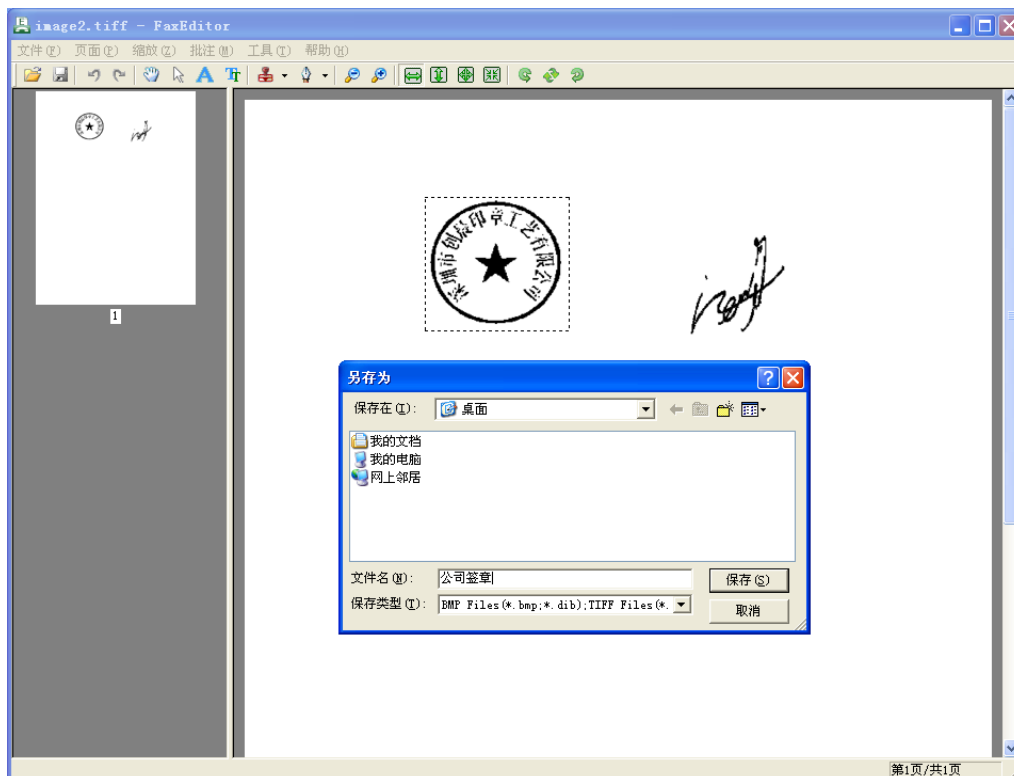 image2.tiff - FaxEditor
文件(F) 页面(P) 缩放(Z) 批注(M) 工具(T) 帮助(H)
深圳市创晨印章工艺有限公司
1
另存为
保存在(I): 桌面
我的文档
我的电脑
网上邻居
文件名(N): 公司签章 保存(S)
保存类型(T): BMP Files(*.bmp;*.dib);TIFF Files(*. 取消
第1页/共1页